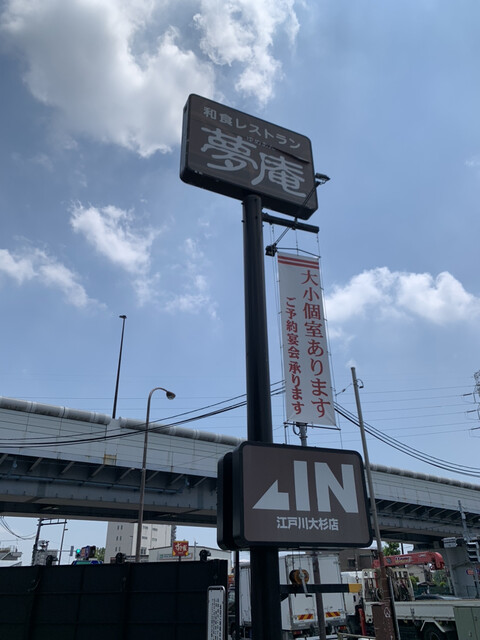 和食レストラン
夢庵
大小個室あります
ご予約宴会承ります
IN
江戸川大杉店